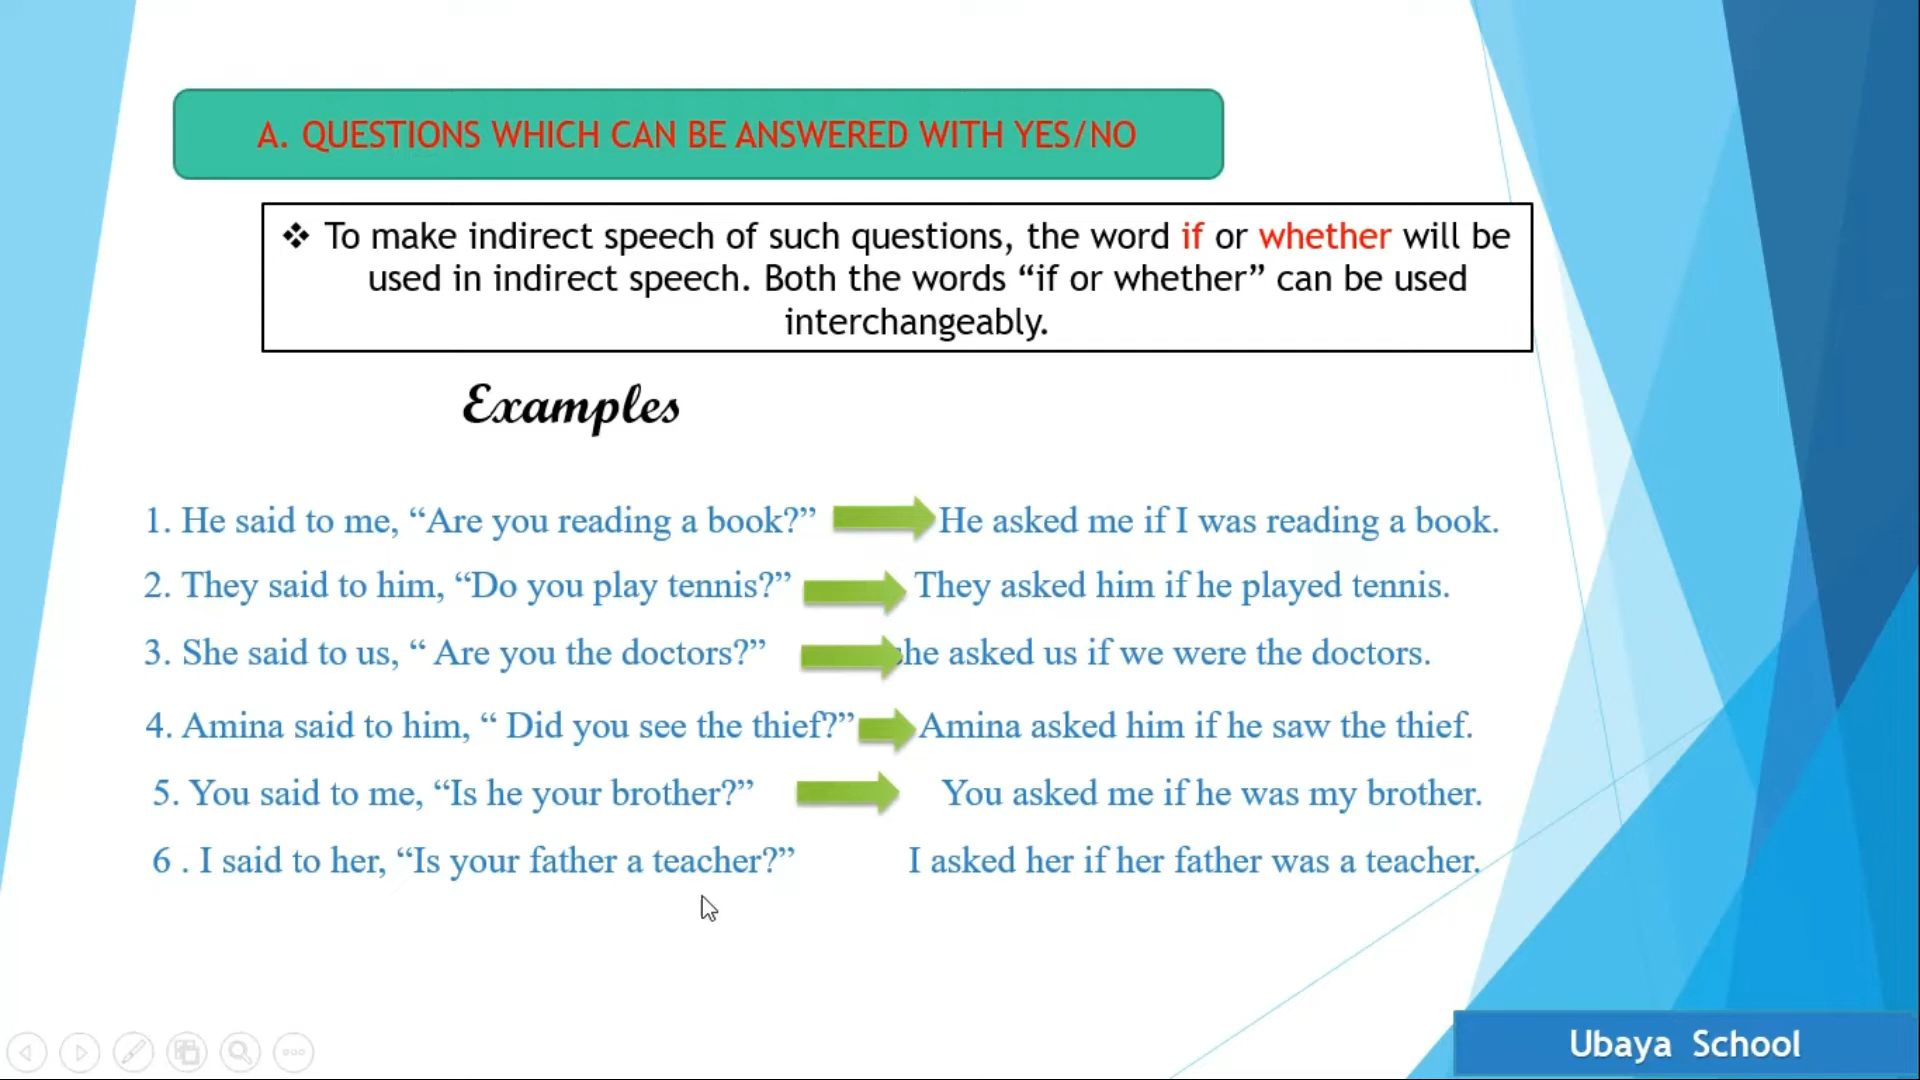 A. QUESTIONS WHICH CAN BE ANSWERED WITH YES/NO
❖ To make indirect speech of such questions, the word if or whether will be
used in indirect speech. Both the words “if or whether” can be used
interchangeably.
Examples
1. He said to me, “Are you reading a book?” He asked me if I was reading a book.
2. They said to him, “Do you play tennis?” They asked him if he played tennis.
3. She said to us, “ Are you the doctors?” she asked us if we were the doctors.
4. Amina said to him, “ Did you see the thief?” Amina asked him if he saw the thief.
5. You said to me, “Is he your brother?” You asked me if he was my brother.
6 . I said to her, “Is your father a teacher?” I asked her if her father was a teacher.
Ubaya School